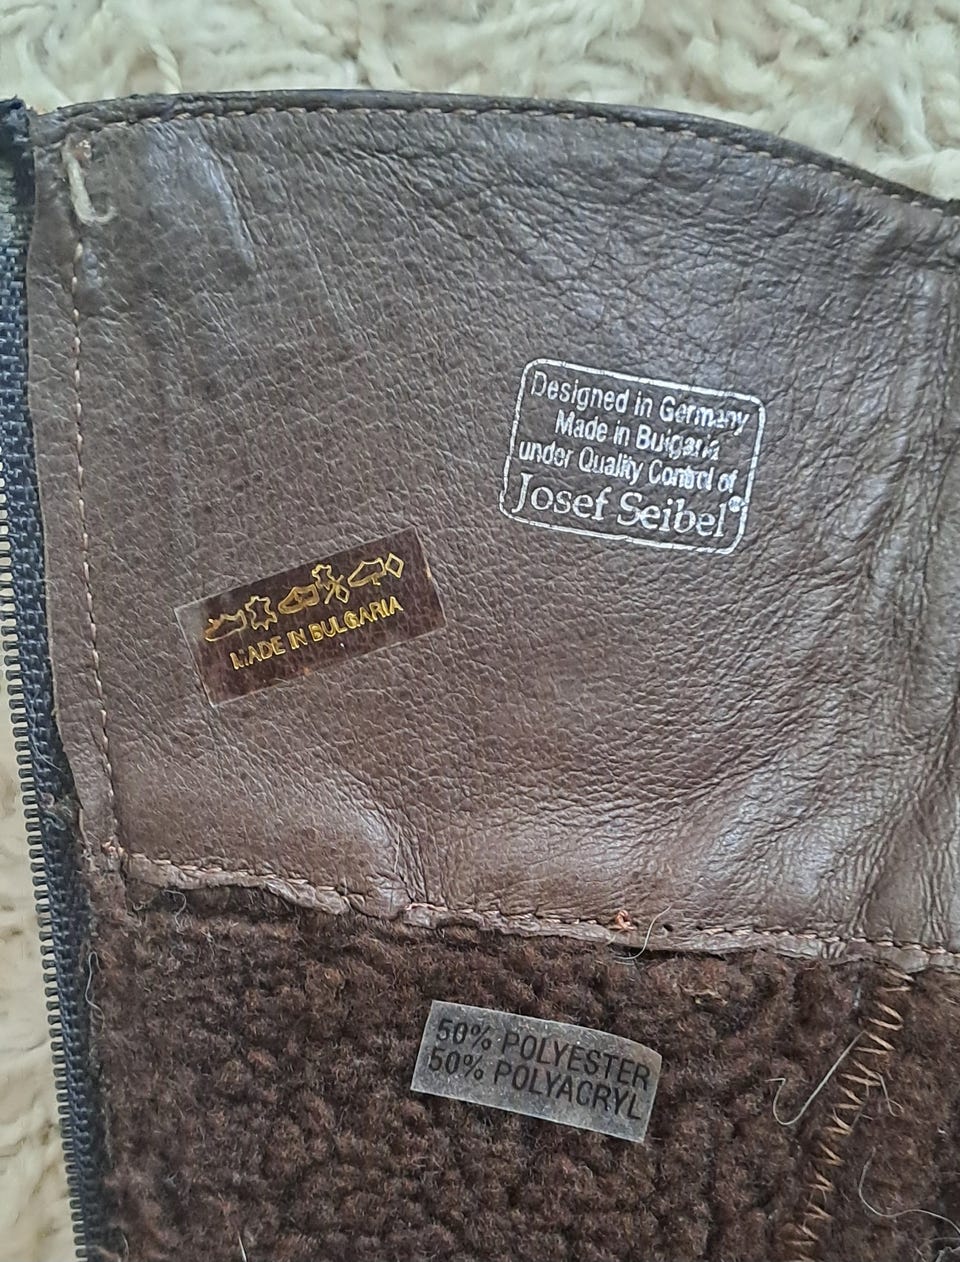 Designed in Germany
Made in Bulgaria
under Quality Control of
Josef Seibel®
MADE IN BULGARIA
50% POLYESTER
50% POLYACRYL